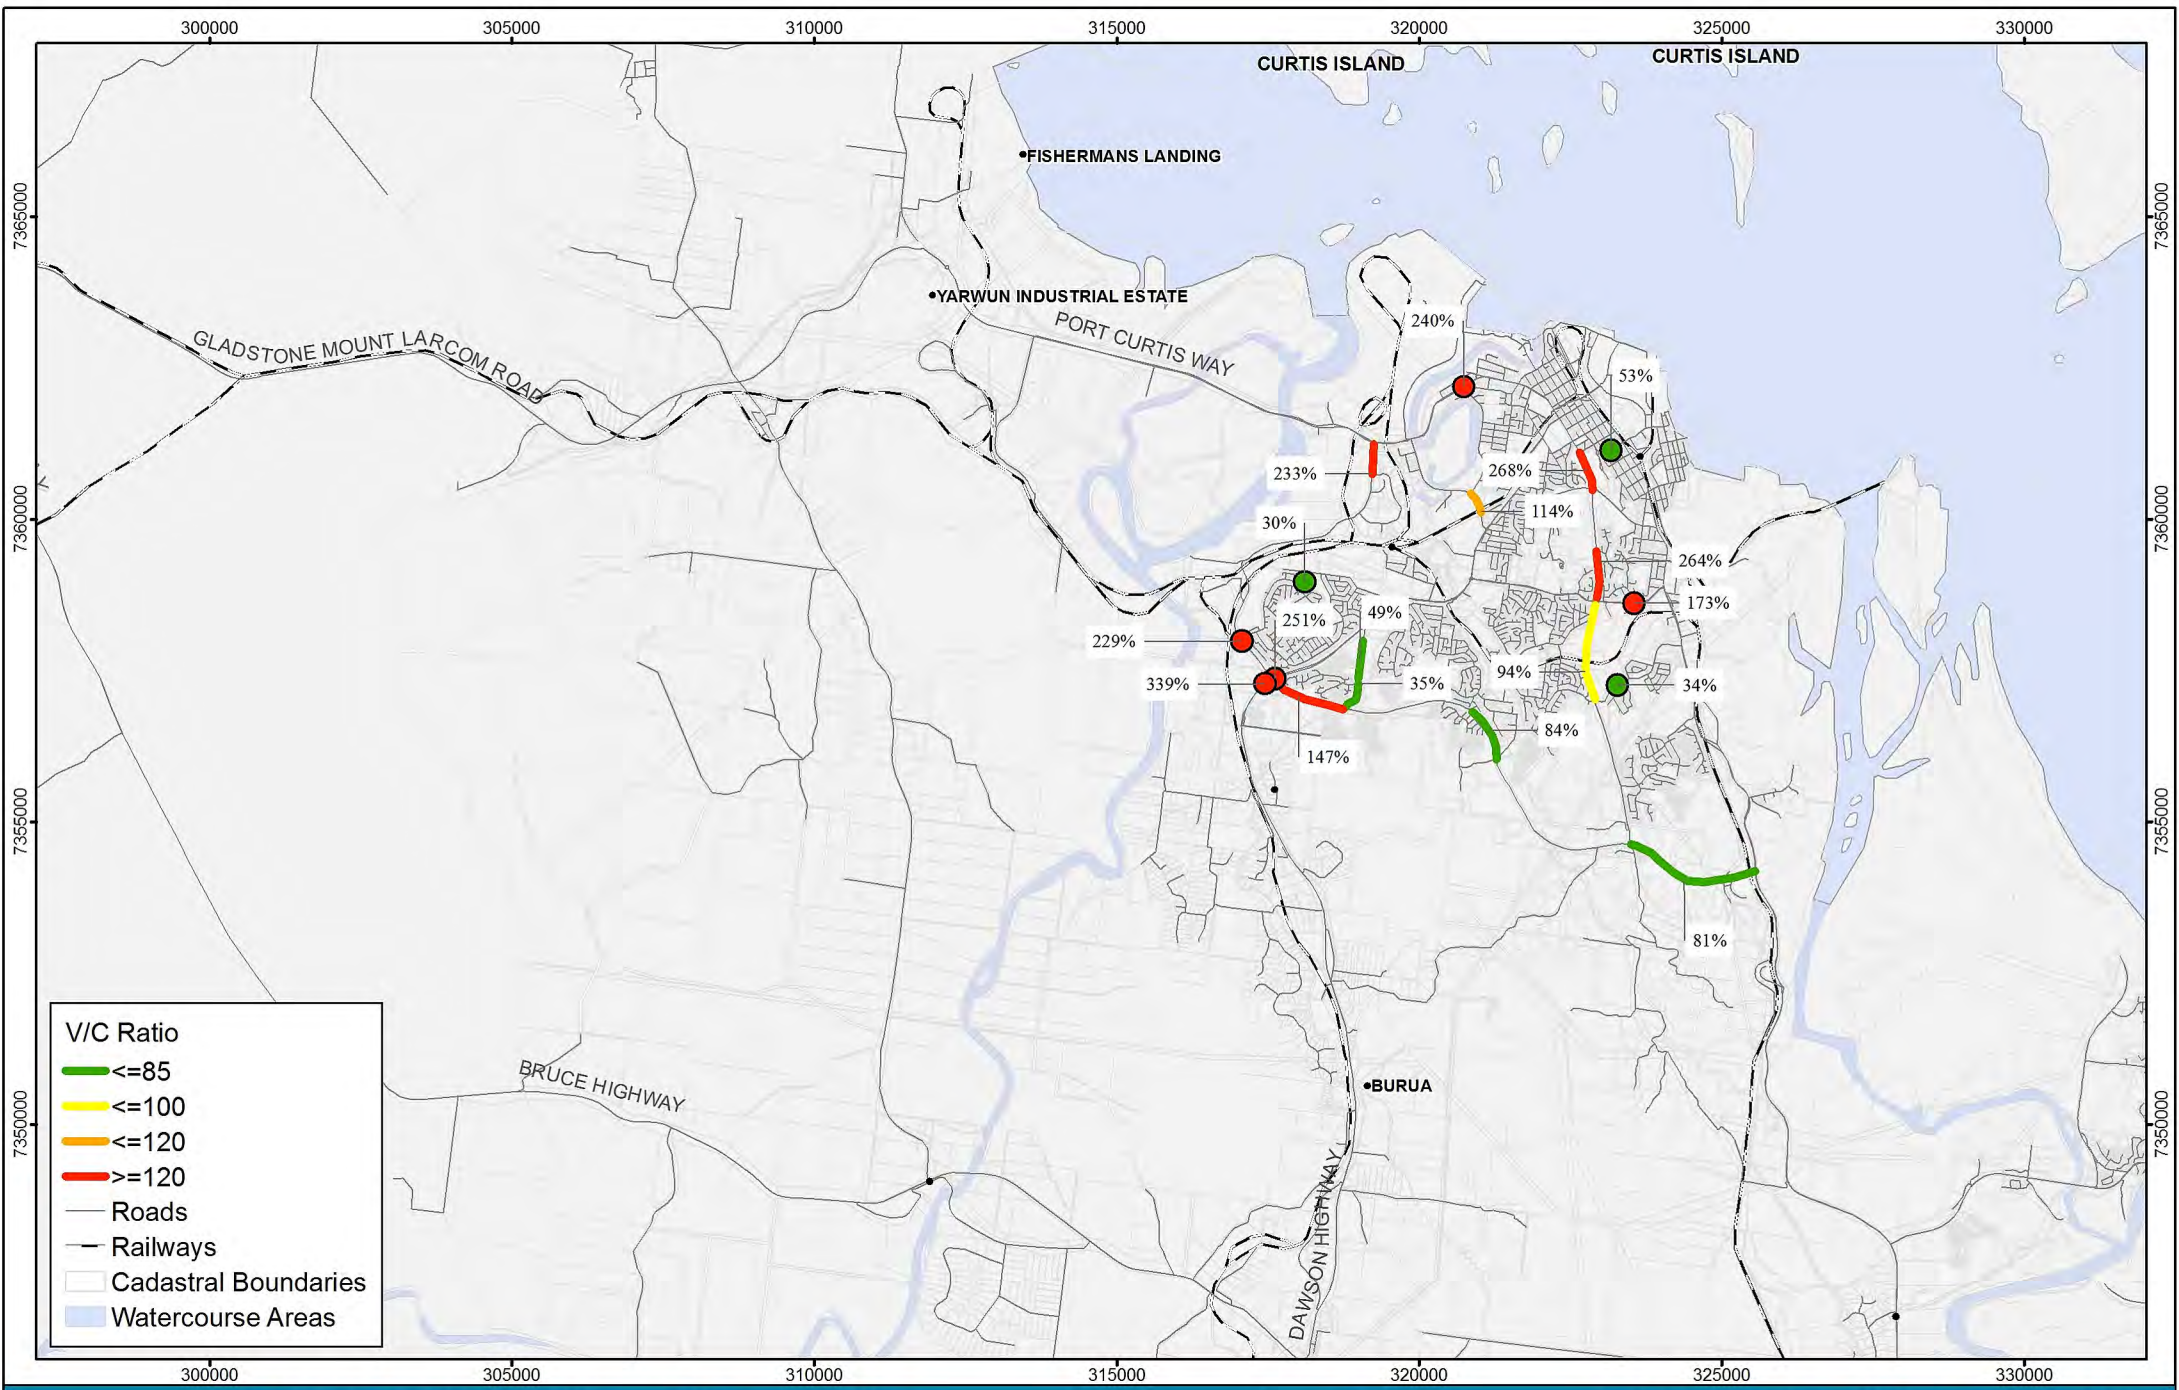 300000 305000 310000 315000 320000 325000 330000
CURTIS ISLAND
CURTIS ISLAND
FISHERMANS LANDING
7365000
7365000
YARWUN INDUSTRIAL ESTATE
PORT CURTIS WAY
GLADSTONE MOUNT LARCOM ROAD
240%
53%
233%
268%
114%
30%
7360000
7360000
264%
173%
49%
251%
229%
94%
339%
35%
34%
84%
147%
7355000
7355000
81%
BURUA
BRUCE HIGHWAY
7350000
7350000
DAWSON HIGHWAY
V/C Ratio
<=85
<=100
<=120
>=120
Roads
Railways
Cadastral Boundaries
Watercourse Areas
300000 305000 310000 315000 320000 325000 330000